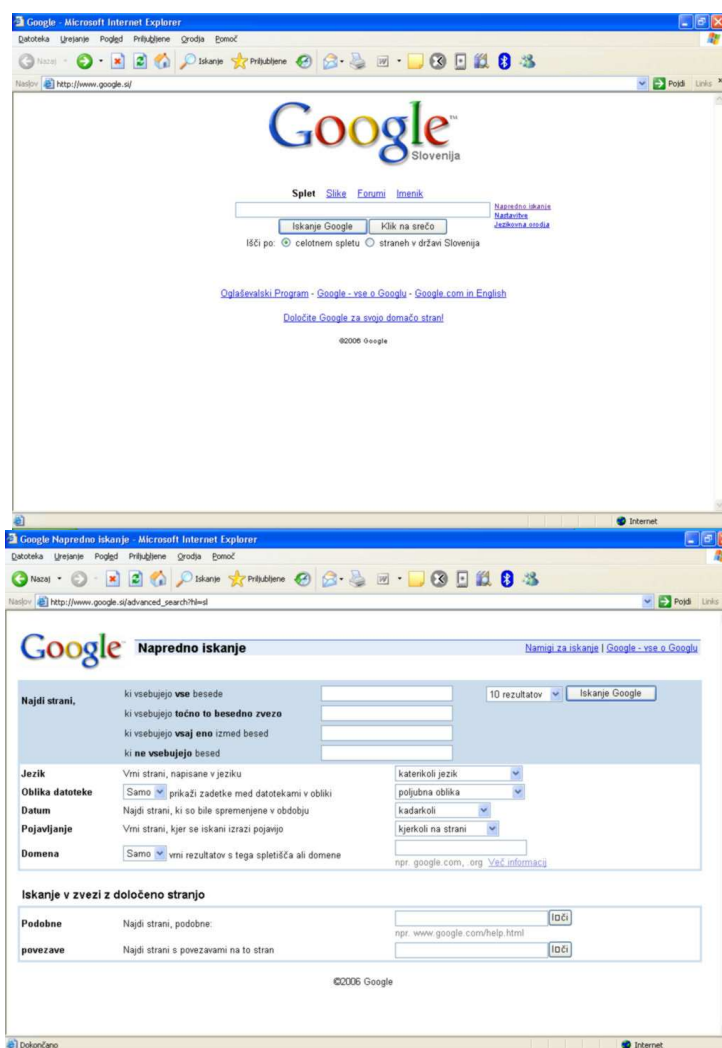 Google - Microsoft Internet Explorer
Datoteka Urejanje Pogled Priljubljene Orodja Pomoč
Nazaj Iskanje Priljubljene
Naslov http://www.google.si/ Pojdi Links
Google™
Slovenija
Splet Slike Forumi Imenik
Napredno iskanje
Nastavitve
Jezikovna orodja
Iskanje Google Klik na srečo
Išči po: celotnem spletu straneh v državi Slovenija
Oglaševalski Program - Google - vse o Googlu - Google.com in English
Določite Google za svojo domačo stran!
©2006 Google
Internet
Google Napredno iskanje - Microsoft Internet Explorer
Datoteka Urejanje Pogled Priljubljene Orodja Pomoč
Nazaj Iskanje Priljubljene
Naslov http://www.google.si/advanced_search?hl=sl Pojdi Links
Google™ Napredno iskanje Namigi za iskanje | Google - vse o Googlu
Najdi strani, ki vsebujejo vse besede 10 rezultatov Iskanje Google
ki vsebujejo točno to besedno zvezo
ki vsebujejo vsaj eno izmed besed
ki ne vsebujejo besed
Jezik Vrni strani, napisane v jeziku katerikoli jezik
Oblika datoteke Samo prikaži zadetke med datotekami v obliki poljubna oblika
Datum Najdi strani, ki so bile spremenjene v obdobju kadarkoli
Pojavljanje Vrni strani, kjer se iskani izrazi pojavijo kjerkoli na strani
Domena Samo vrni rezultatov s tega spletišča ali domene
npr. google.com, .org Več informacij
Iskanje v zvezi z določeno stranjo
Podobne Najdi strani, podobne:
npr. www.google.com/help.html
povezave Najdi strani s povezavami na to stran
©2006 Google
Dokončano Internet